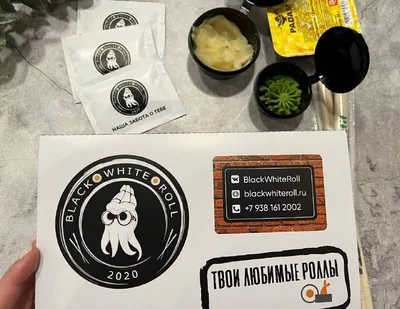 НАША ЗАБОТА О ТЕБЕ
BLACK WHITE ROLL
2020
BlackWhiteRoll
blackwhiteroll.ru
+7 938 161 2002
ТВОИ ЛЮБИМЫЕ РОЛЛЫ